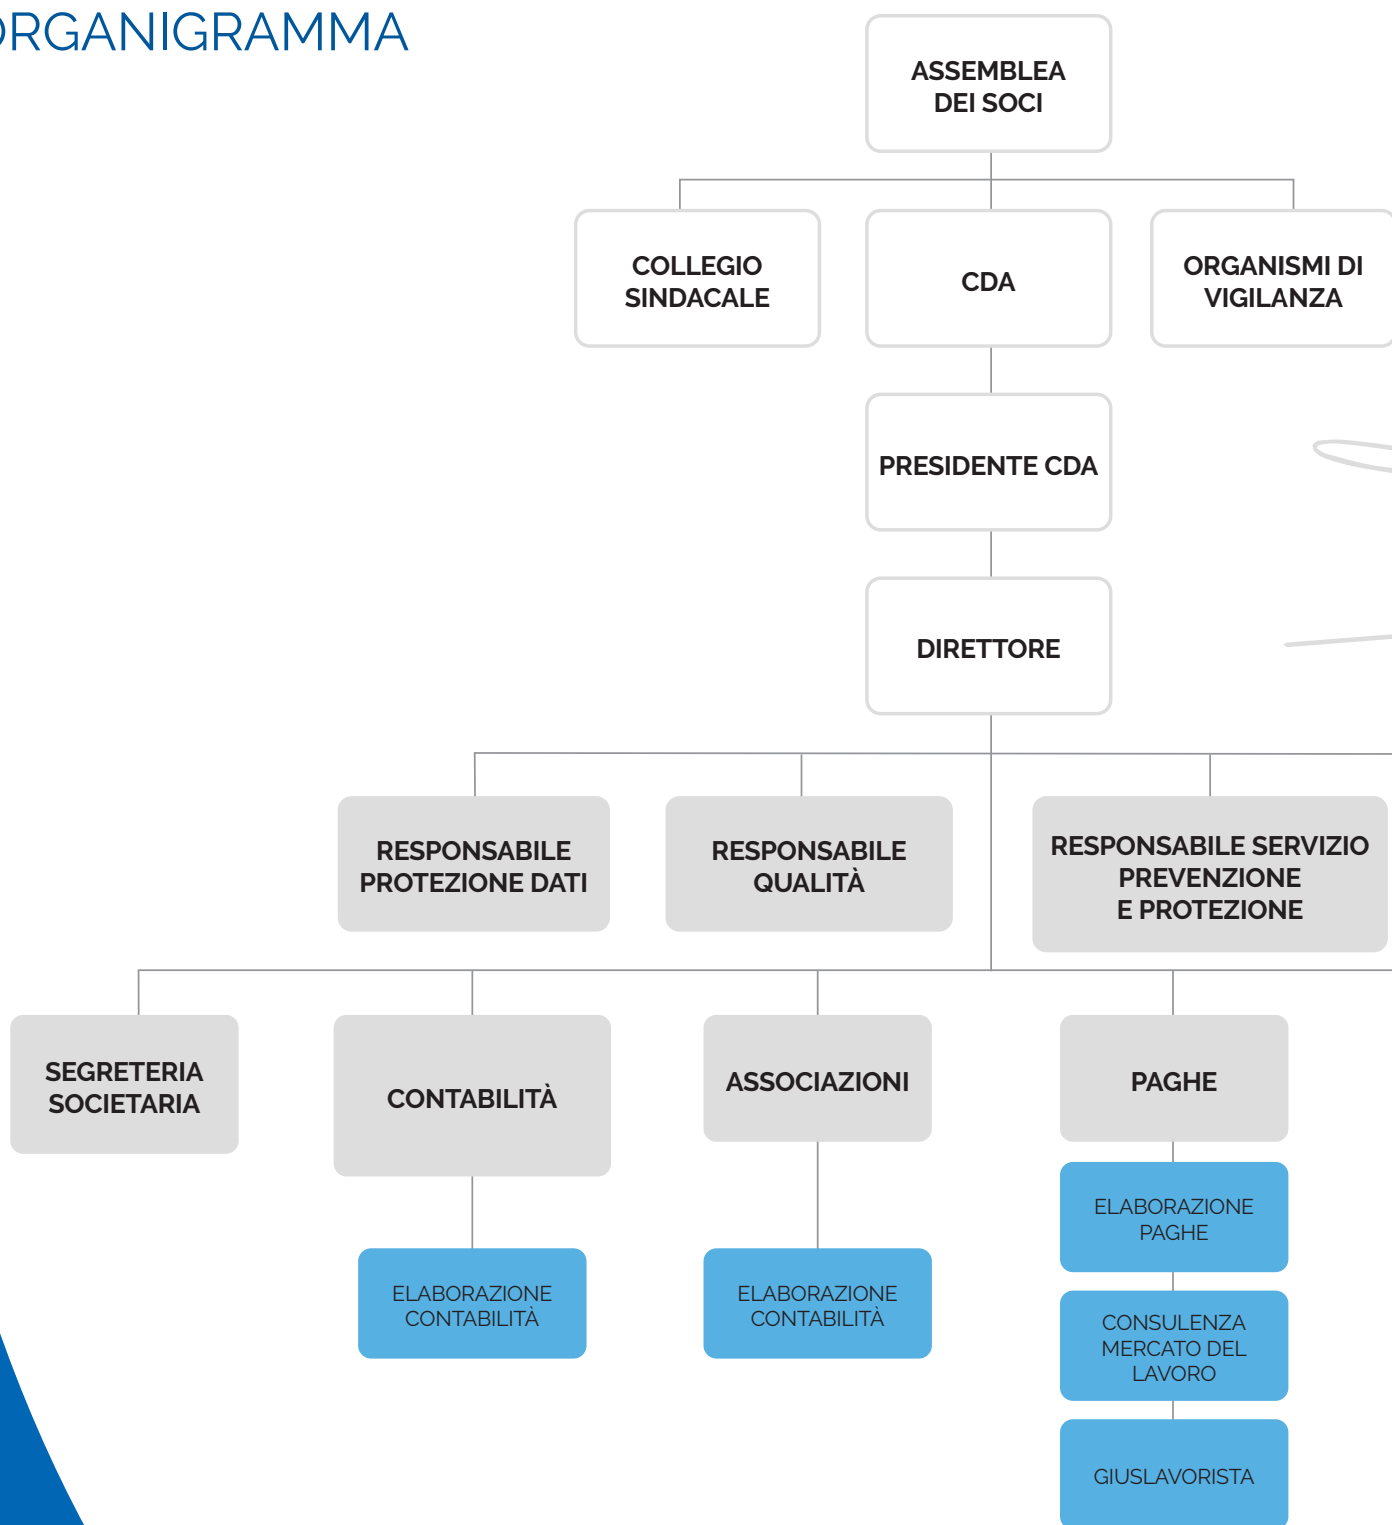 ORGANIGRAMMA
ASSEMBLEA
DEI SOCI
COLLEGIO
SINDACALE
CDA
ORGANISMI DI
VIGILANZA
PRESIDENTE CDA
DIRETTORE
RESPONSABILE
PROTEZIONE DATI
RESPONSABILE
QUALITÀ
RESPONSABILE SERVIZIO
PREVENZIONE
E PROTEZIONE
SEGRETERIA
SOCIETARIA
CONTABILITÀ
ASSOCIAZIONI
PAGHE
ELABORAZIONE
CONTABILITÀ
ELABORAZIONE
CONTABILITÀ
ELABORAZIONE
PAGHE
CONSULENZA
MERCATO DEL
LAVORO
GIUSLAVORISTA